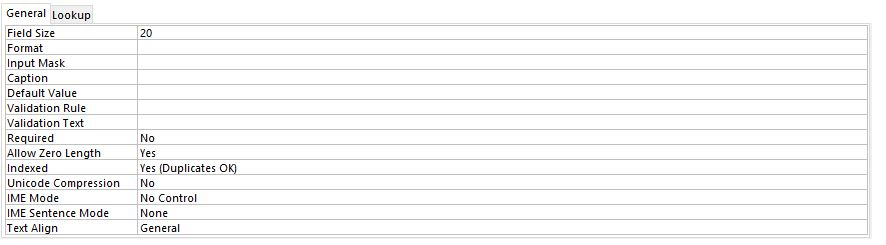 General Lookup
Field Size 20
Format
Input Mask
Caption
Default Value
Validation Rule
Validation Text
Required No
Allow Zero Length Yes
Indexed Yes (Duplicates OK)
Unicode Compression No
IME Mode No Control
IME Sentence Mode None
Text Align General